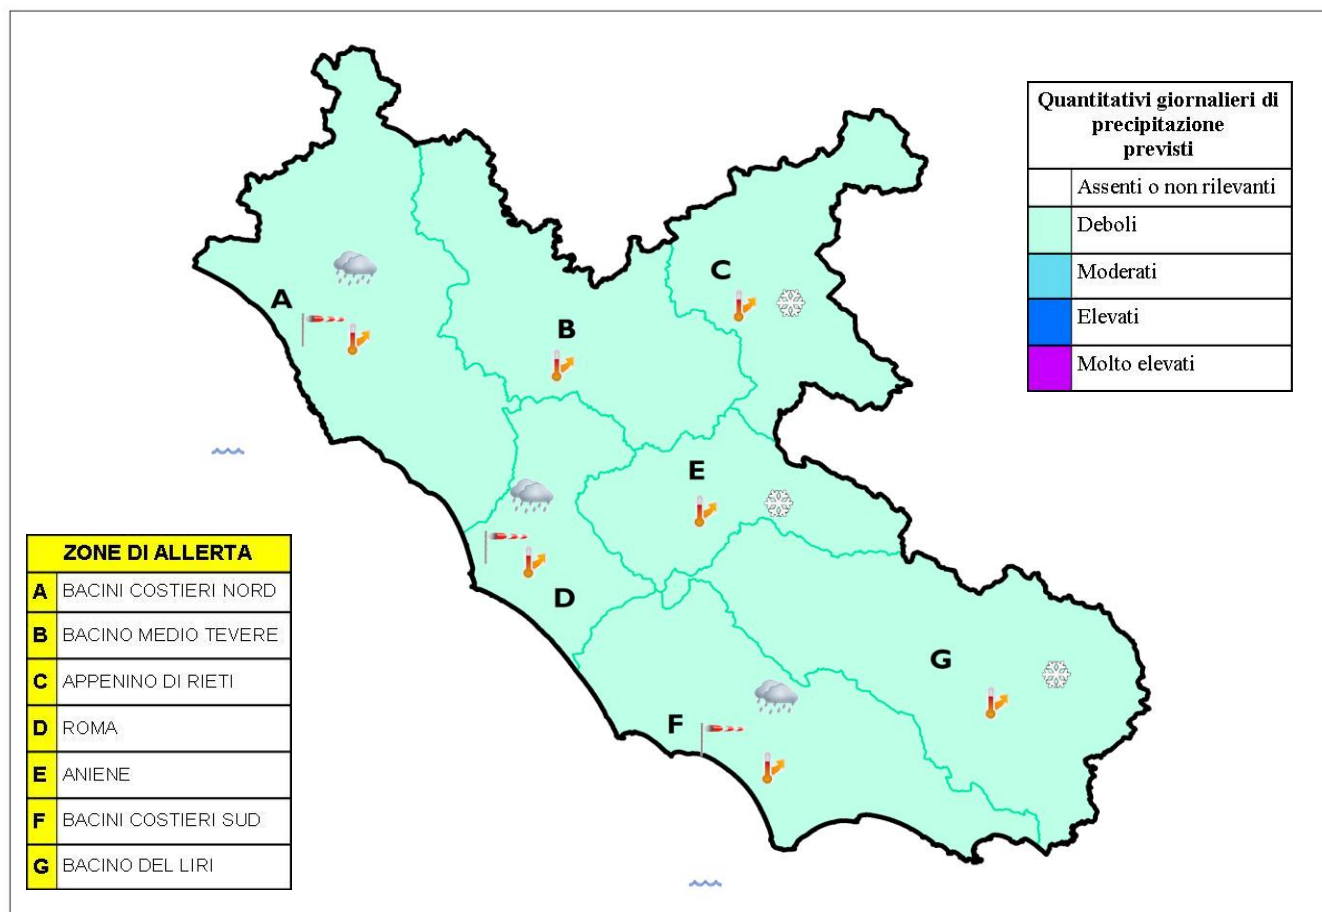 Quantitativi giornalieri di
precipitazione
previsti
Assenti o non rilevanti
Deboli
Moderati
Elevati
Molto elevati
A
B
C
D
E
F
G
ZONE DI ALLERTA
A BACINI COSTIERI NORD
B BACINO MEDIO TEVERE
C APPENINO DI RIETI
D ROMA
E ANIENE
F BACINI COSTIERI SUD
G BACINO DEL LIRI